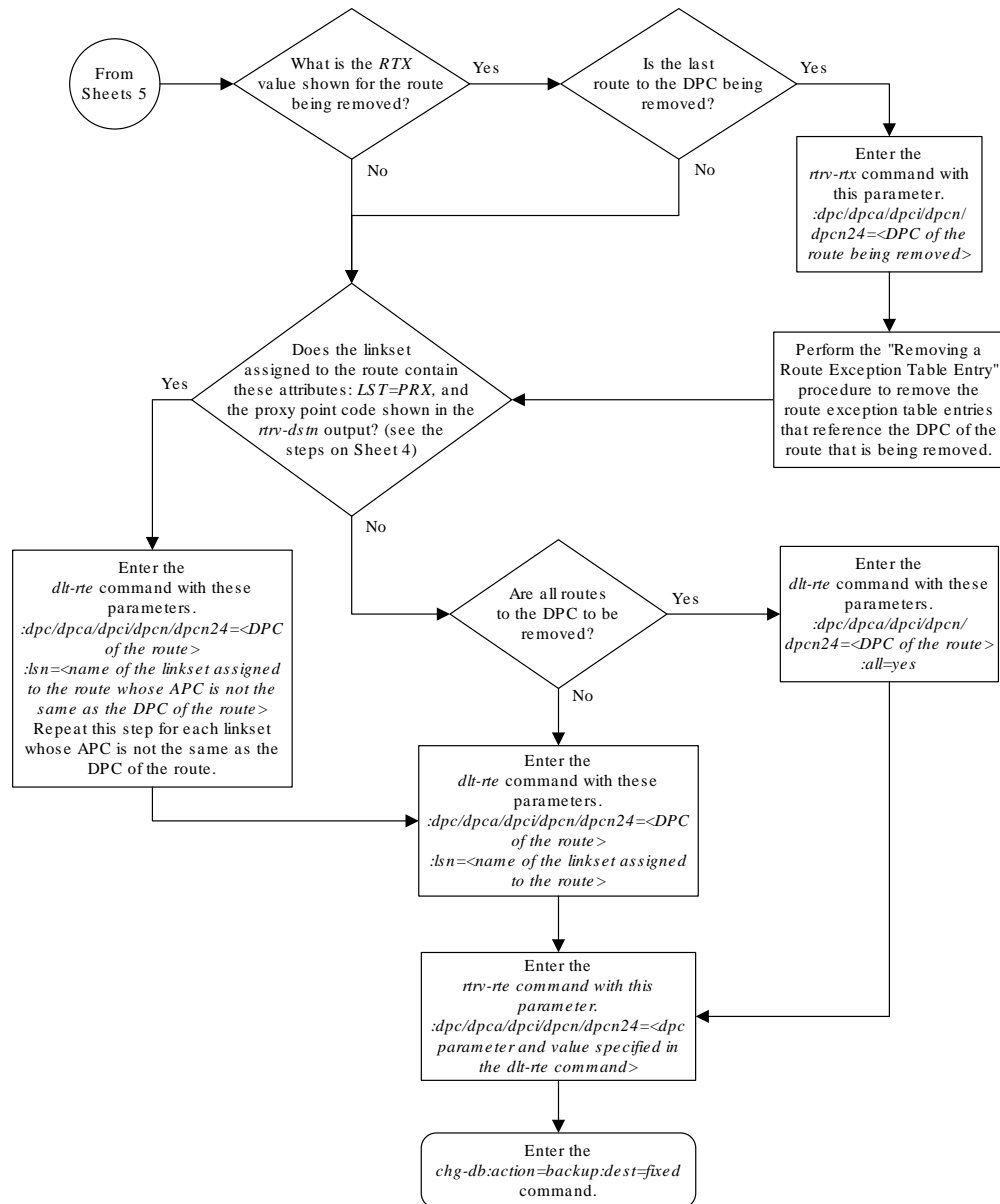 From
Sheets 5
What is the RTX
value shown for the route
being removed?
Yes
No
Is the last
route to the DPC being
removed?
Yes
No
Enter the
rtrv-rtx command with
this parameter.
:dpc/dpca/dpci/dpcn/
dpcn24=<DPC of the
route being removed>
Perform the "Removing a
Route Exception Table Entry"
procedure to remove the
route exception table entries
that reference the DPC of the
route that is being removed.
Does the linkset
assigned to the route contain
these attributes: LST=PRX, and
the proxy point code shown in the
rtrv-dstn output? (see the
steps on Sheet 4)
Yes
No
Enter the
dlt-rte command with these
parameters.
:dpc/dpca/dpci/dpcn/dpcn24=<DPC
of the route>
:lsn=<name of the linkset assigned
to the route whose APC is not the
same as the DPC of the route>
Repeat this step for each linkset
whose APC is not the same as the
DPC of the route.
Are all routes
to the DPC to be
removed?
Yes
No
Enter the
dlt-rte command with these
parameters.
:dpc/dpca/dpci/dpcn/
dpcn24=<DPC of the route>
:all=yes
Enter the
dlt-rte command with these
parameters.
:dpc/dpca/dpci/dpcn/dpcn24=<DPC
of the route>
:lsn=<name of the linkset assigned
to the route>
Enter the
rtrv-rte command with this
parameter.
:dpc/dpca/dpci/dpcn/dpcn24=<dpc
parameter and value specified in
the dlt-rte command>
Enter the
chg-db:action=backup:dest=fixed
command.